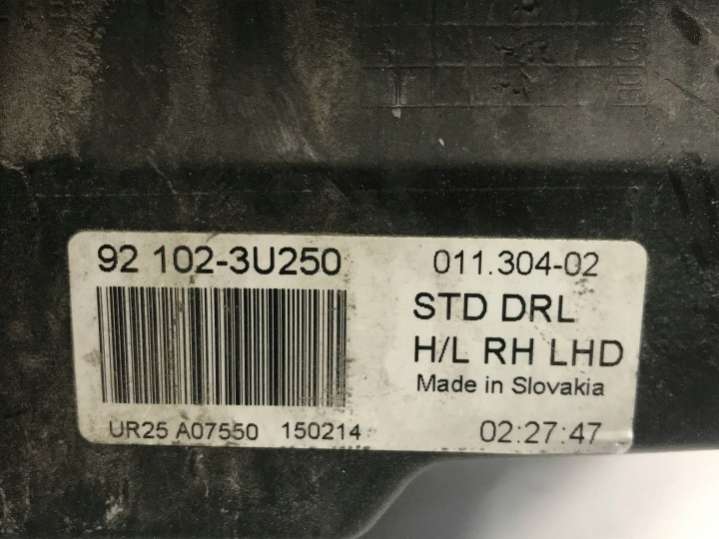 92 102-3U250 011.304-02
STD DRL
H/L RH LHD
Made in Slovakia
UR25 A07550 150214 02:27:47